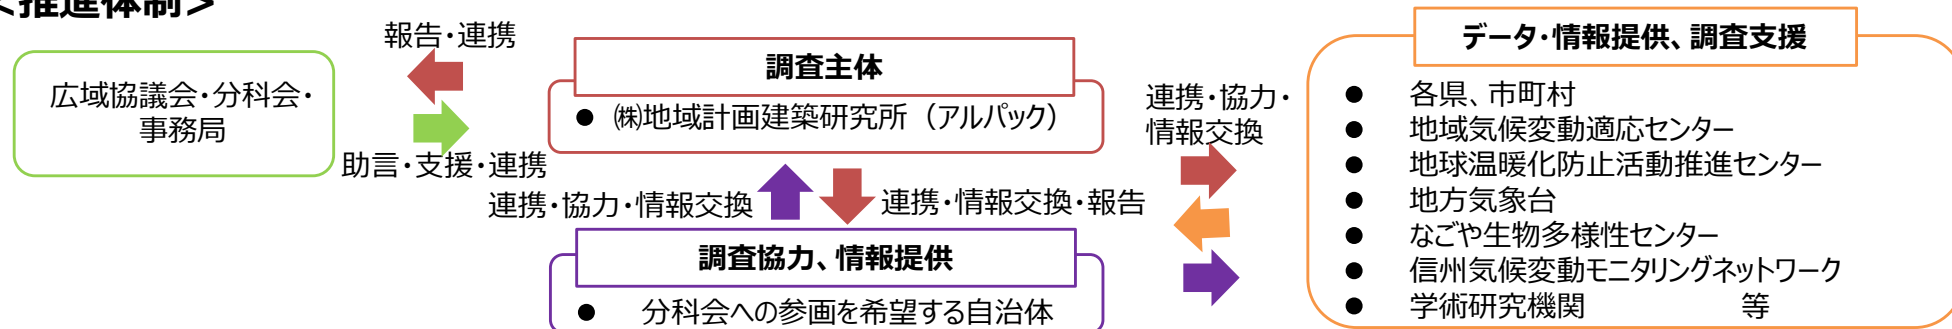 <推進体制>
報告・連携
広域協議会・分科会・
事務局
助言・支援・連携
調査主体
● ㈱地域計画建築研究所（アルパック）
連携・協力・情報交換
連携・情報交換・報告
調査協力、情報提供
● 分科会への参画を希望する自治体
連携・協力・
情報交換
データ・情報提供、調査支援
● 各県、市町村
● 地域気候変動適応センター
● 地球温暖化防止活動推進センター
● 地方気象台
● なごや生物多様性センター
● 信州気候変動モニタリングネットワーク
● 学術研究機関 等